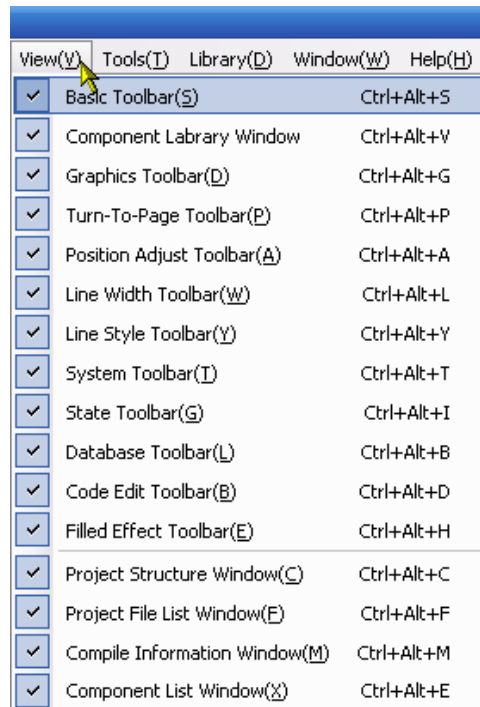 View(V) Tools(T) Library(D) Window(W) Help(H)
Basic Toolbar(S) Ctrl+Alt+S
Component Labrary Window Ctrl+Alt+V
Graphics Toolbar(D) Ctrl+Alt+G
Turn-To-Page Toolbar(P) Ctrl+Alt+P
Position Adjust Toolbar(A) Ctrl+Alt+A
Line Width Toolbar(W) Ctrl+Alt+L
Line Style Toolbar(Y) Ctrl+Alt+Y
System Toolbar(T) Ctrl+Alt+T
State Toolbar(G) Ctrl+Alt+I
Database Toolbar(L) Ctrl+Alt+B
Code Edit Toolbar(B) Ctrl+Alt+D
Filled Effect Toolbar(E) Ctrl+Alt+H
Project Structure Window(C) Ctrl+Alt+C
Project File List Window(F) Ctrl+Alt+F
Compile Information Window(M) Ctrl+Alt+M
Component List Window(X) Ctrl+Alt+E